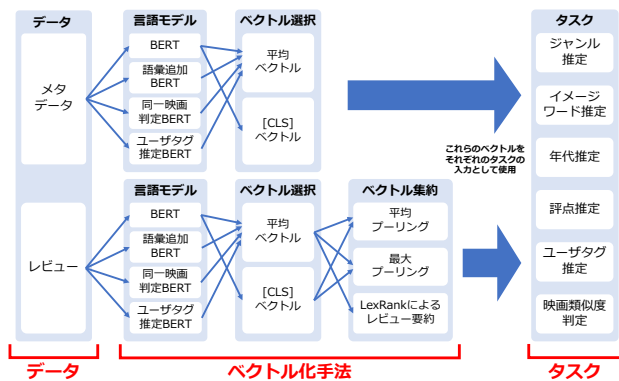 データ
メタ
データ
レビュー
言語モデル
BERT
語彙追加
BERT
同一映画
判定BERT
ユーザタグ
推定BERT
ベクトル選択
平均
ベクトル
[CLS]
ベクトル
言語モデル
BERT
語彙追加
BERT
同一映画
判定BERT
ユーザタグ
推定BERT
ベクトル選択
平均
ベクトル
[CLS]
ベクトル
ベクトル集約
平均
プーリング
最大
プーリング
LexRankによる
レビュー要約
これらのベクトルを
それぞれのタスクの
入力として使用
タスク
ジャンル
推定
イメージ
ワード推定
年代推定
評点推定
ユーザタグ
推定
映画類似度
判定
データ
ベクトル化手法
タスク